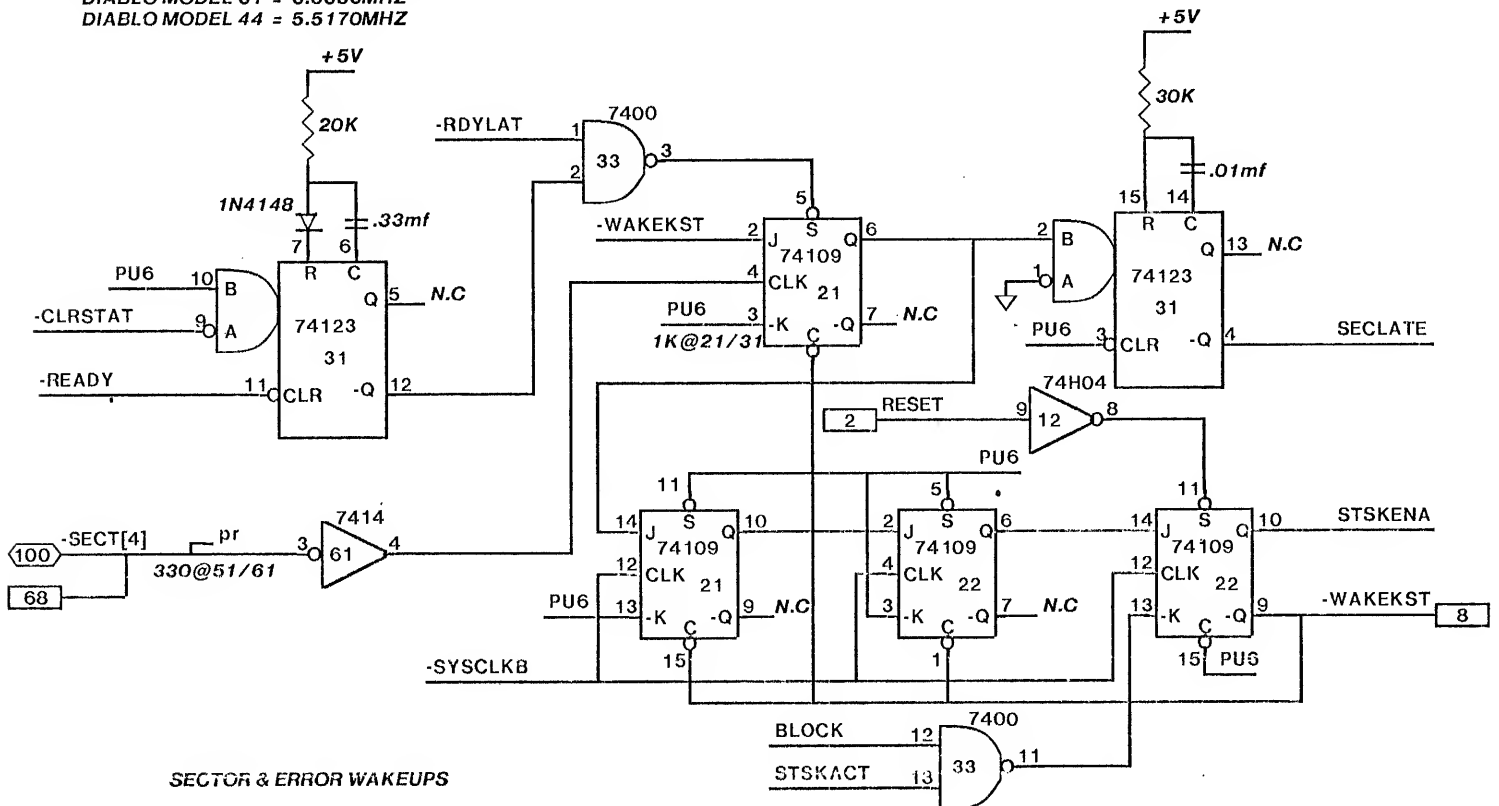 DIABLO MODEL 44 = 5.5170MHZ
+5V
+5V
20K
30K
7400
-RDYLAT
1
33
3
2
.01mf
1N4148
.33mf
5
15
14
7
6
-WAKEKST
2
J
S
Q
6
2
B
R
C
R
C
74109
Q
13
N.C
PU6
10
B
4
CLK
21
1
A
74123
Q
5
N.C
31
-CLRSTAT
9
A
74123
PU6
3
-K
-Q
7
N.C
PU6
3
CLR
-Q
4
SECLATE
1K@21/31
C
31
-READY
11
CLR
-Q
12
74H04
2
RESET
9
12
8
PU6
11
5
11
7414
14
J
S
Q
10
2
J
S
Q
6
14
J
S
Q
10
STSKENA
100
-SECT[4]
pr
3
61
4
74109
74109
74109
330@51/61
12
CLK
21
4
CLK
22
12
CLK
22
68
PU6
13
-K
-Q
9
N.C
3
-K
-Q
7
N.C
13
-K
-Q
9
-WAKEKST
8
C
C
C
15
1
15
PU6
-SYSCLKB
7400
BLOCK
12
33
11
STSKACT
13
SECTOR & ERROR WAKEUPS